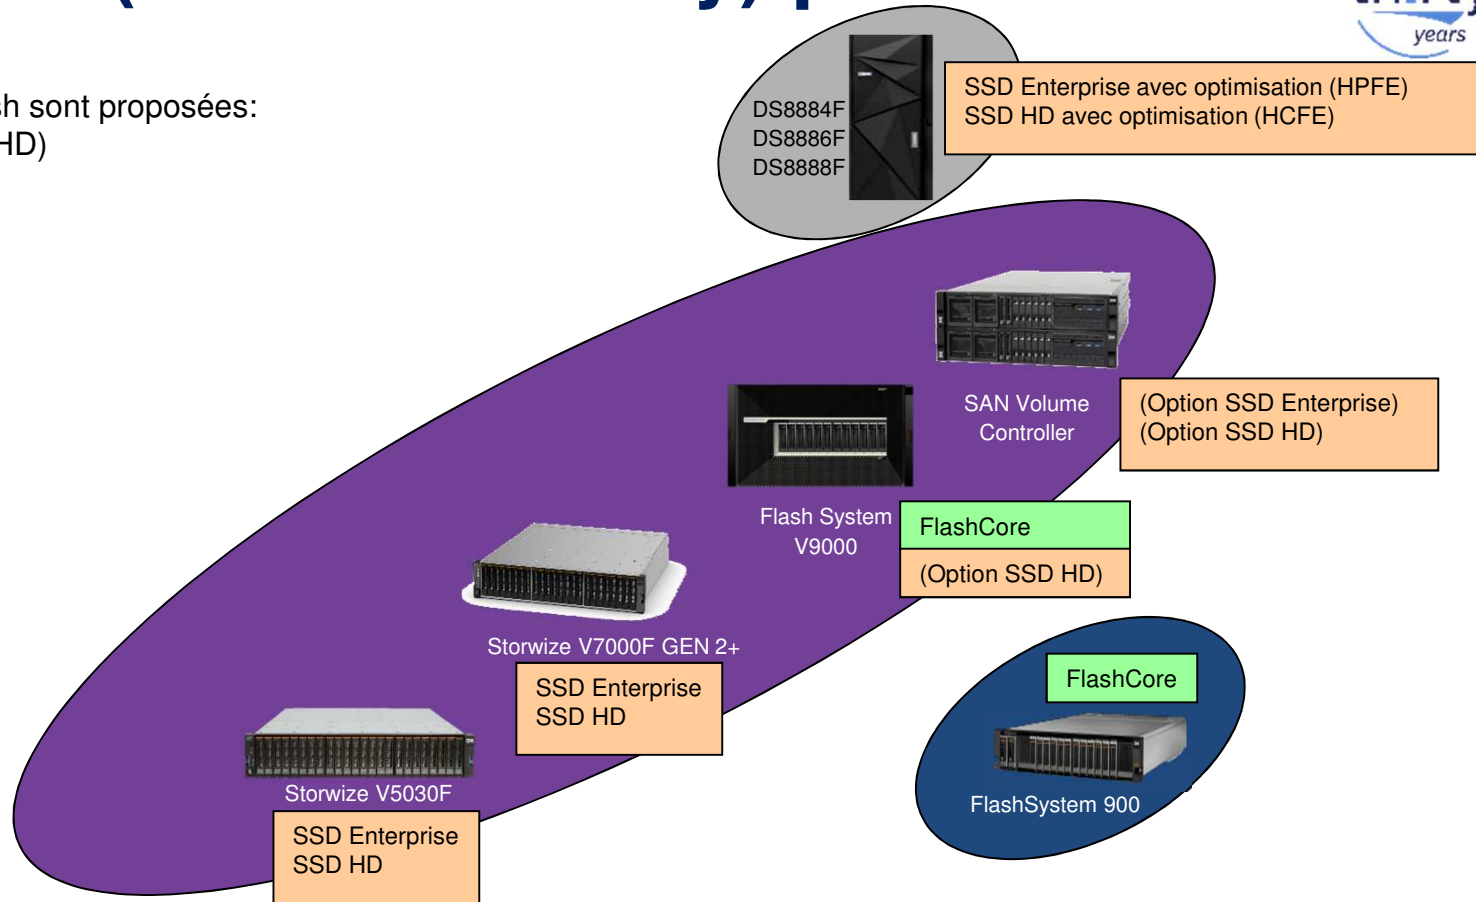 years
sh sont proposées:
HD)
DS8884F
DS8886F
DS8888F
SSD Enterprise avec optimisation (HPFE)
SSD HD avec optimisation (HCFE)
SAN Volume
Controller
(Option SSD Enterprise)
(Option SSD HD)
Flash System
V9000
FlashCore
(Option SSD HD)
Storwize V7000F GEN 2+
SSD Enterprise
SSD HD
FlashCore
FlashSystem 900
Storwize V5030F
SSD Enterprise
SSD HD